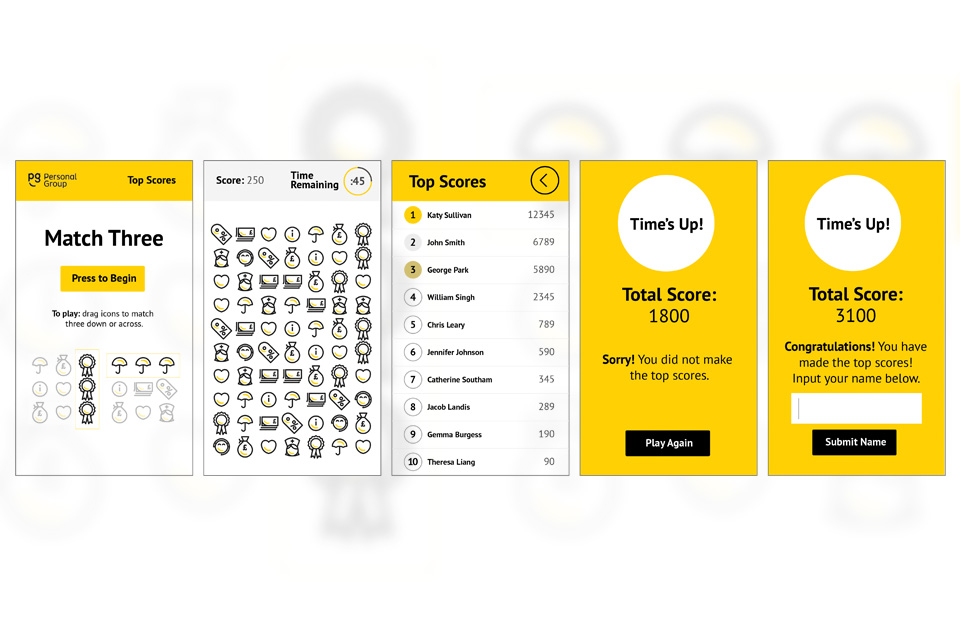 pg Personal
Group
Top Scores
Match Three
Press to Begin
To play: drag icons to match
three down or across.
Score: 250
Time
Remaining
:45
Top Scores
1 Katy Sullivan 12345
2 John Smith 6789
3 George Park 5890
4 William Singh 2345
5 Chris Leary 789
6 Jennifer Johnson 590
7 Catherine Southam 345
8 Jacob Landis 289
9 Gemma Burgess 190
10 Theresa Liang 90
Time's Up!
Total Score:
1800
Sorry! You did not make
the top scores.
Play Again
Time's Up!
Total Score:
3100
Congratulations! You have
made the top scores!
Input your name below.
Submit Name